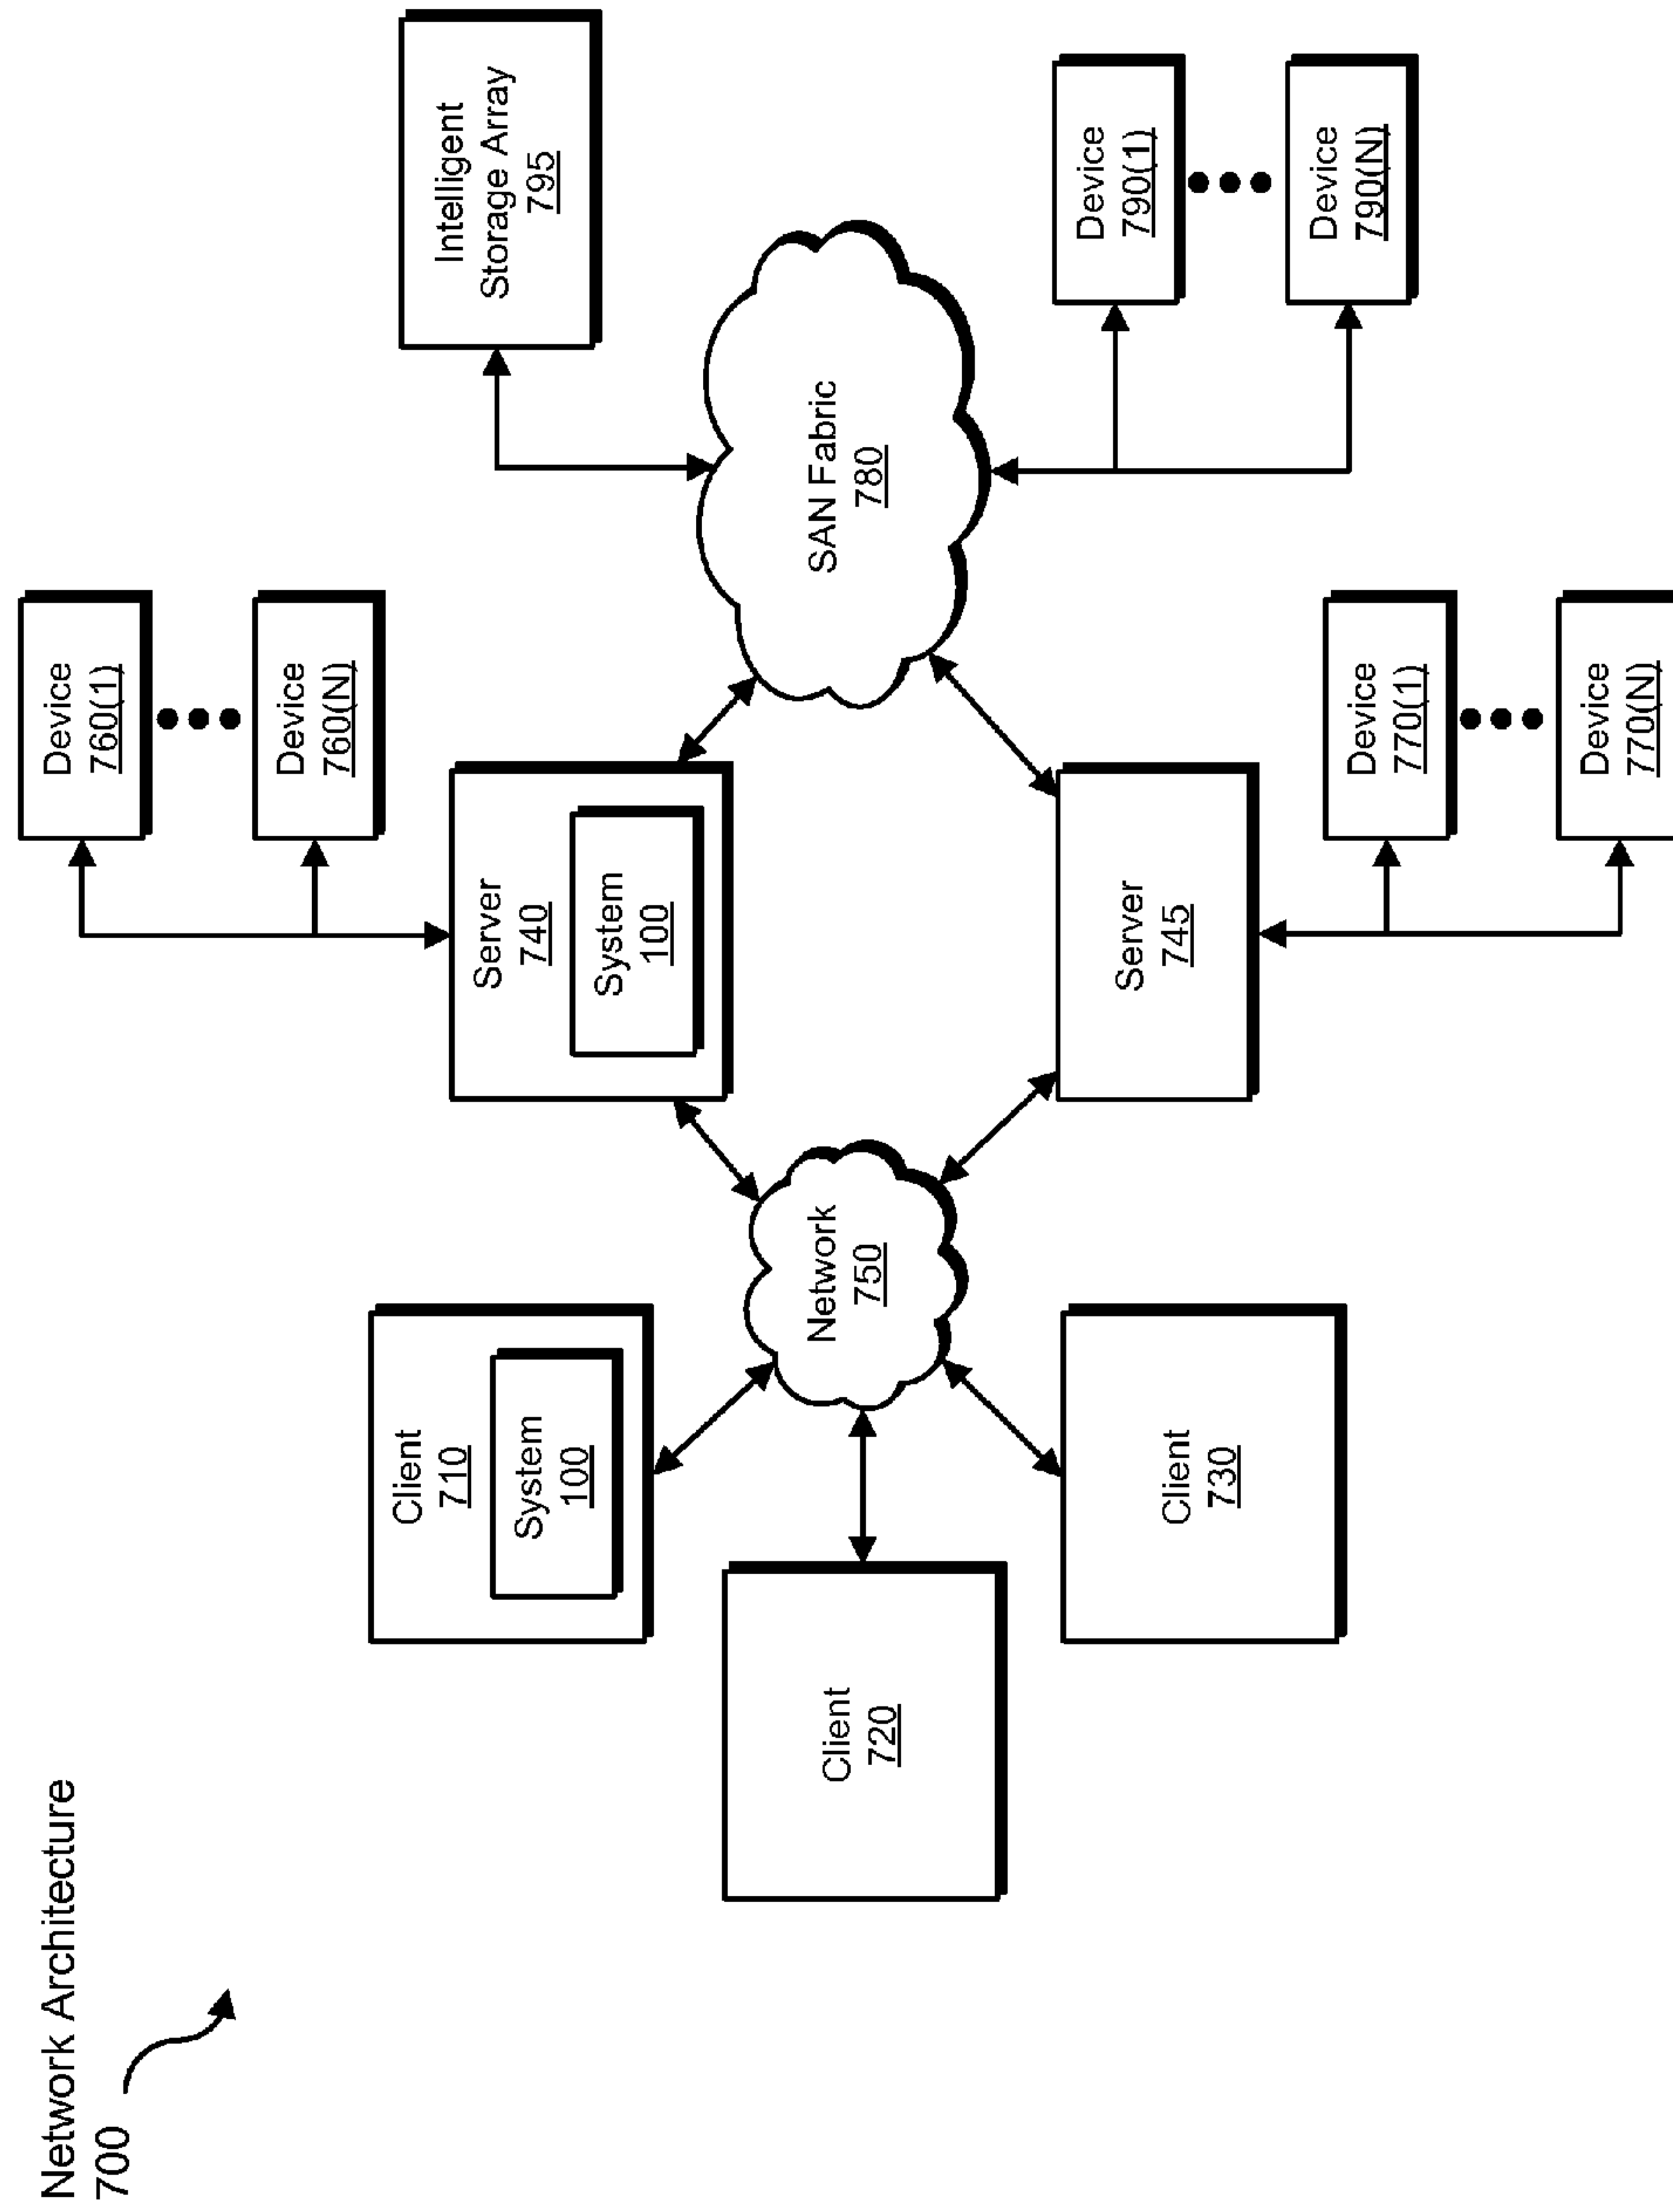 Network Architecture
700
Device
760(1)
Device
760(N)
Intelligent
Storage Array
795
Client
710
System
100
Server
740
System
100
Client
720
Network
750
SAN Fabric
780
Client
730
Server
745
Device
790(1)
Device
790(N)
Device
770(1)
Device
770(N)